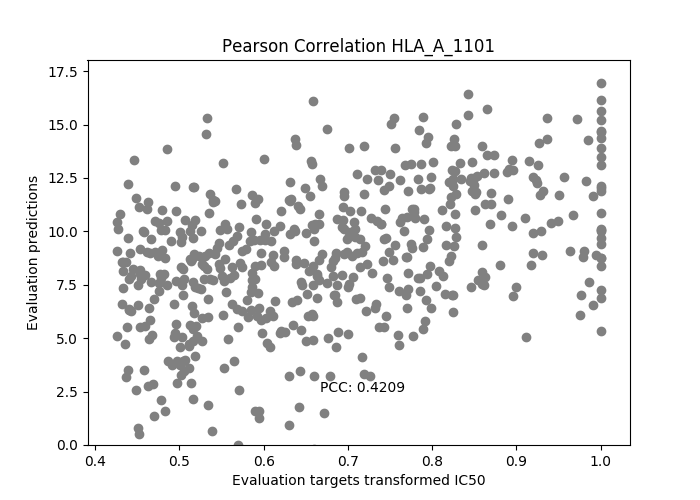 Pearson Correlation HLA_A_1101
17.5
15.0
12.5
10.0
7.5
5.0
2.5
0.0
Evaluation predictions
PCC: 0.4209
0.4 0.5 0.6 0.7 0.8 0.9 1.0
Evaluation targets transformed IC50